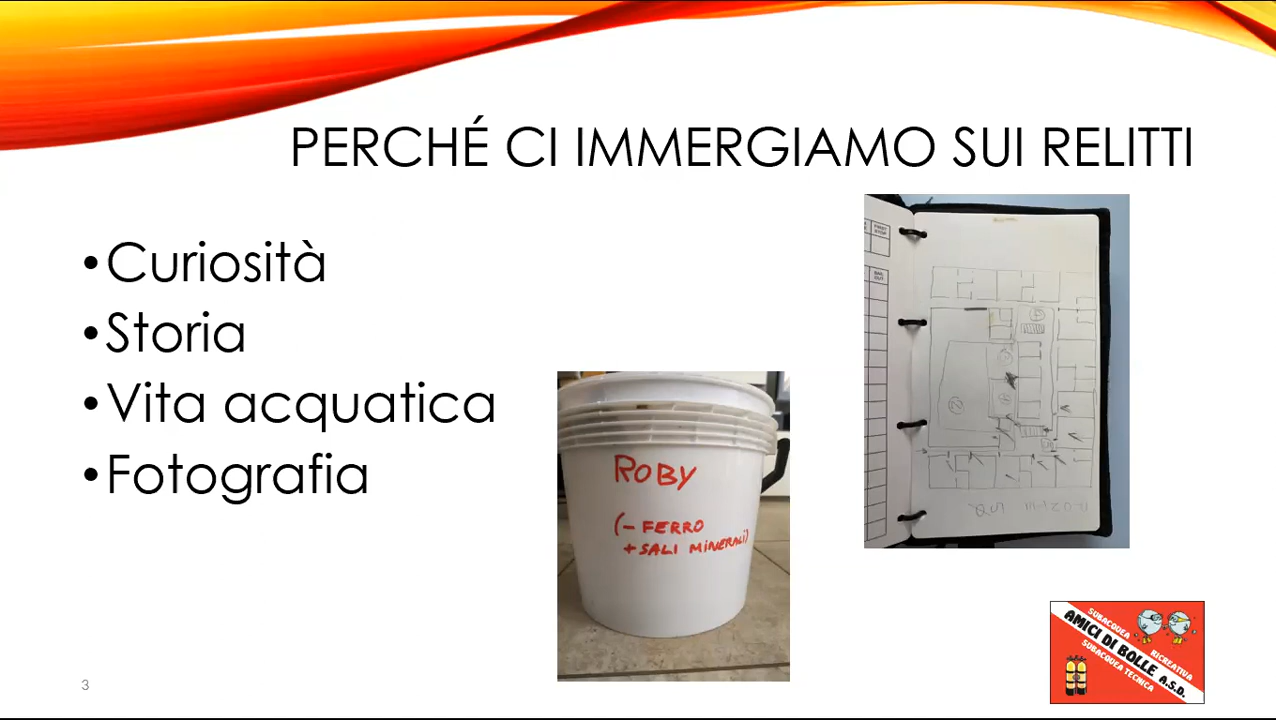 PERCHÉ CI IMMERGIAMO SUI RELITTI
•Curiosità
•Storia
•Vita acquatica
•Fotografia
ROBY
(- FERRO
+ SALI MINERALI)
SUBACQUEA RICREATIVA
AMICI DI BOLLE A.S.D.
SUBACQUEA TECNICA
3